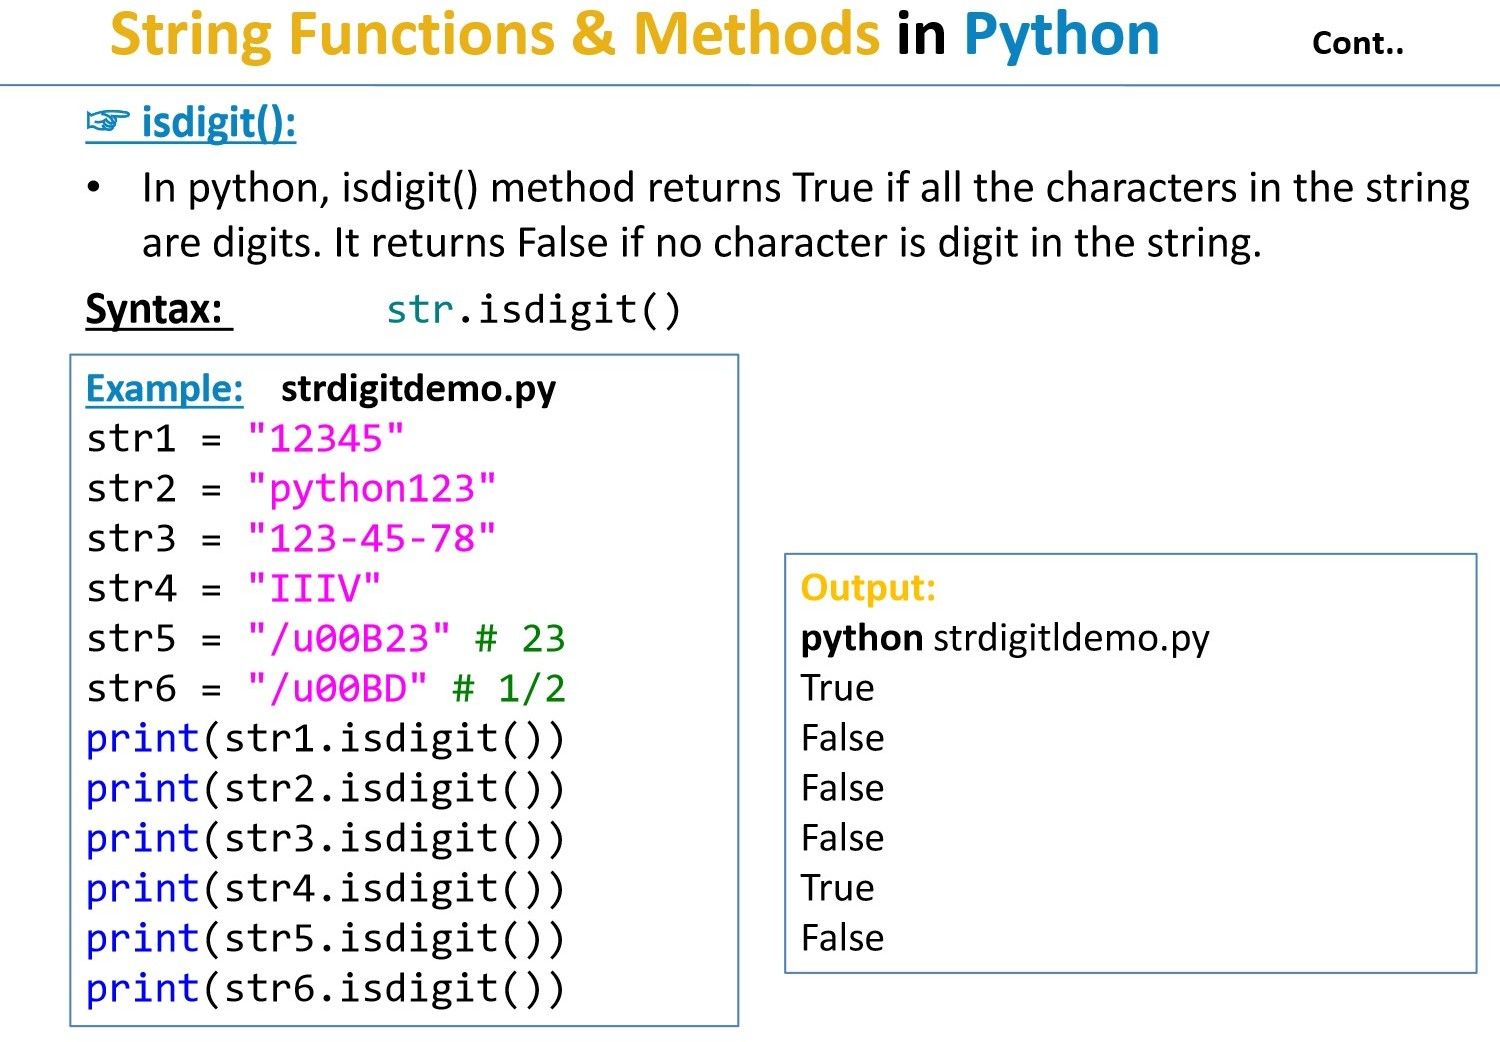 String Functions & Methods in Python Cont..
☞ isdigit():
• In python, isdigit() method returns True if all the characters in the string
are digits. It returns False if no character is digit in the string.
Syntax: str.isdigit()
Example: strdigitdemo.py
str1 = "12345"
str2 = "python123"
str3 = "123-45-78"
str4 = "IIIV"
str5 = "/u00B23" # 23
str6 = "/u00BD" # 1/2
print(str1.isdigit())
print(str2.isdigit())
print(str3.isdigit())
print(str4.isdigit())
print(str5.isdigit())
print(str6.isdigit())
Output:
python strdigitldemo.py
True
False
False
False
True
False